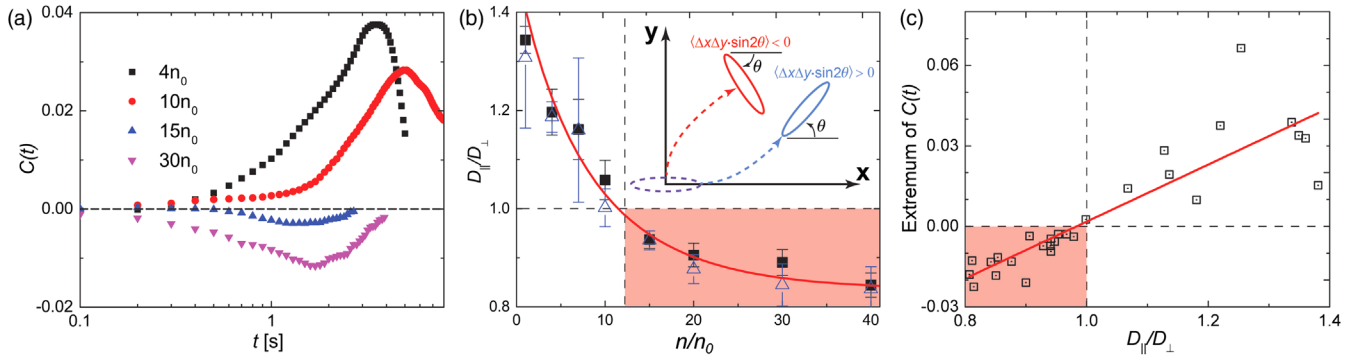 (a)
0.04
0.02
0.00
-0.02
C(t)
4n₀
10n₀
15n₀
30n₀
0.1
1
t [s]
(b)
1.4
1.2
1.0
0.8
D∥/D⊥
y
x
⟨ΔxΔy·sin2θ⟩<0
θ
⟨ΔxΔy·sin2θ⟩>0
θ
0
10
20
30
40
n/n₀
(c)
0.06
0.03
0.00
-0.03
Extremum of C(t)
0.8
1.0
1.2
1.4
D∥/D⊥